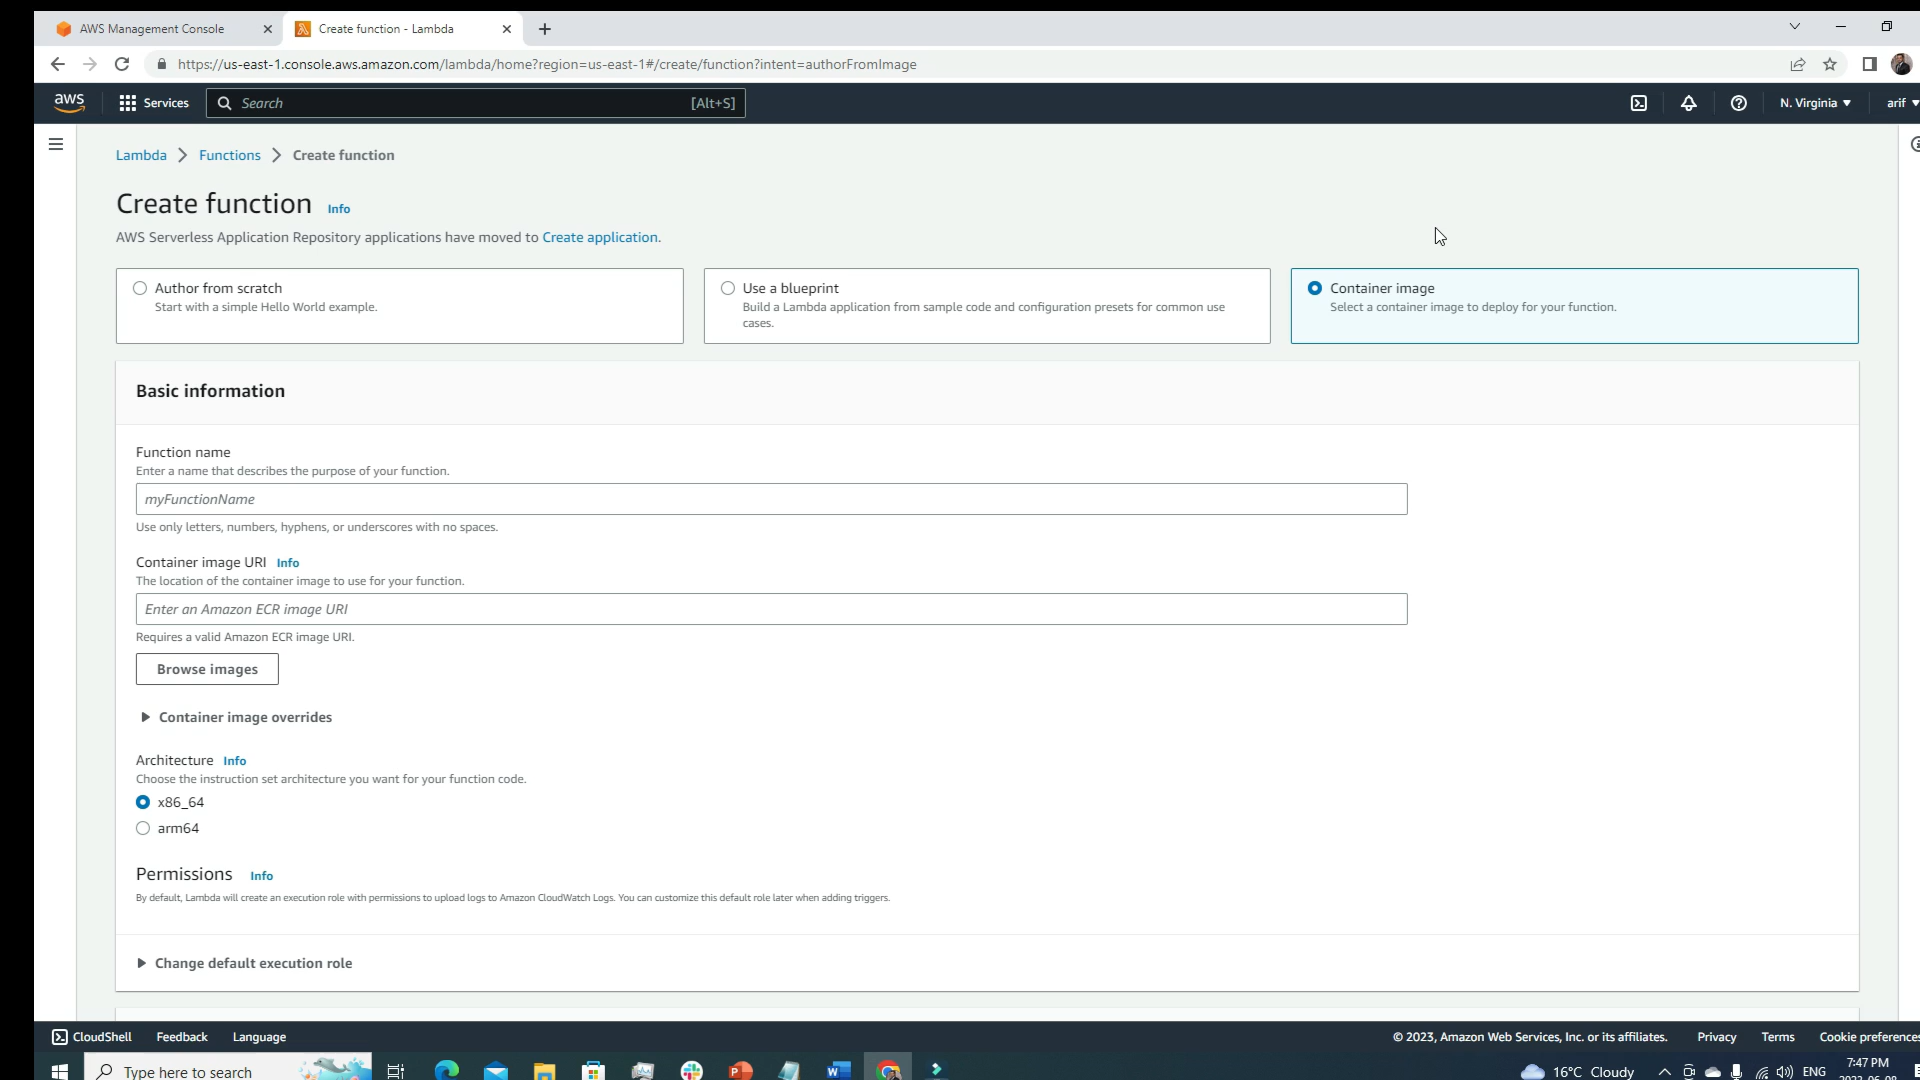 AWS Management Console
Create function - Lambda
https://us-east-1.console.aws.amazon.com/lambda/home?region=us-east-1#/create/function?intent=authorFromImage
aws
Services
Search
[Alt+S]
N. Virginia
arif
Lambda
Functions
Create function
Create function Info
AWS Serverless Application Repository applications have moved to Create application.
Author from scratch
Start with a simple Hello World example.
Use a blueprint
Build a Lambda application from sample code and configuration presets for common use
cases.
Container image
Select a container image to deploy for your function.
Basic information
Function name
Enter a name that describes the purpose of your function.
myFunctionName
Use only letters, numbers, hyphens, or underscores with no spaces.
Container image URI Info
The location of the container image to use for your function.
Enter an Amazon ECR image URI
Requires a valid Amazon ECR image URI.
Browse images
Container image overrides
Architecture Info
Choose the instruction set architecture you want for your function code.
x86_64
arm64
Permissions Info
By default, Lambda will create an execution role with permissions to upload logs to Amazon CloudWatch Logs. You can customize this default role later when adding triggers.
Change default execution role
CloudShell
Feedback
Language
© 2023, Amazon Web Services, Inc. or its affiliates.
Privacy
Terms
Cookie preferences
Type here to search
16°C Cloudy
ENG
7:47 PM